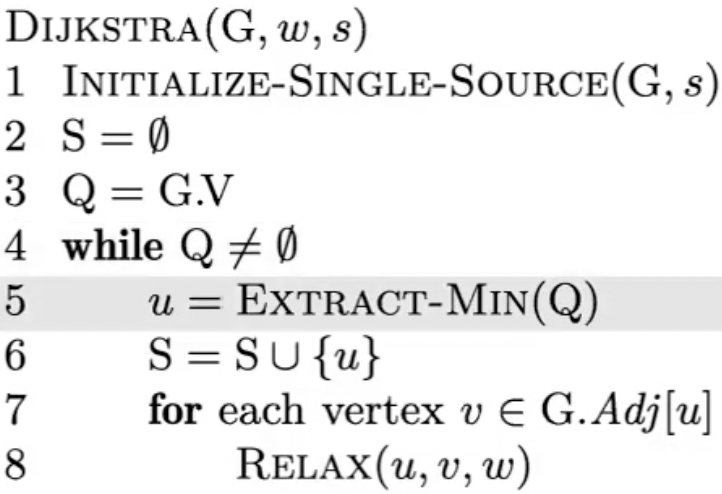 DIJKSTRA(G, w, s)
1 INITIALIZE-SINGLE-SOURCE(G, s)
2 S = ∅
3 Q = G.V
4 while Q ≠ ∅
5 u = EXTRACT-MIN(Q)
6 S = S ∪ {u}
7 for each vertex v ∈ G.Adj[u]
8 RELAX(u, v, w)